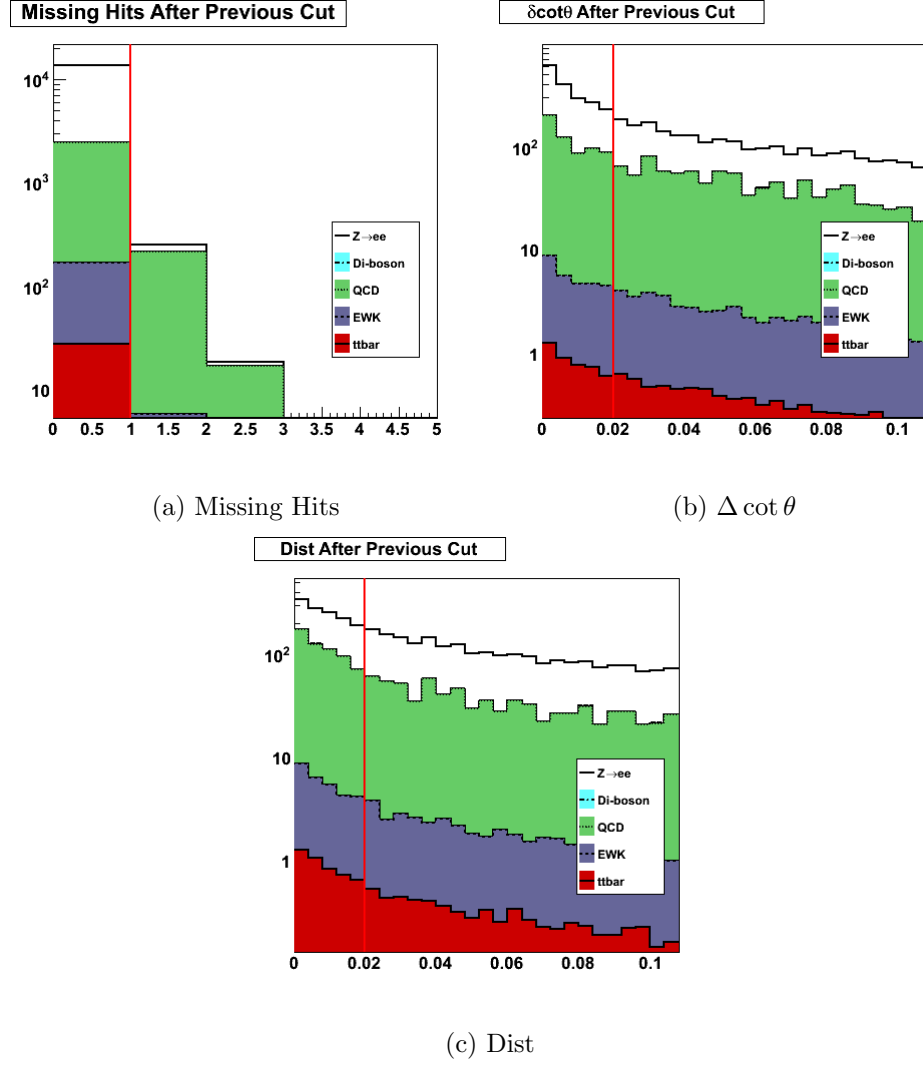 Missing Hits After Previous Cut
10^4
10^3
10^2
10
0 0.5 1 1.5 2 2.5 3 3.5 4 4.5 5
Z→ee
Di-boson
QCD
EWK
ttbar
(a) Missing Hits
δcotθ After Previous Cut
10^2
10
1
0 0.02 0.04 0.06 0.08 0.1
Z→ee
Di-boson
QCD
EWK
ttbar
(b) Δ cot θ
Dist After Previous Cut
10^2
10
1
0 0.02 0.04 0.06 0.08 0.1
Z→ee
Di-boson
QCD
EWK
ttbar
(c) Dist